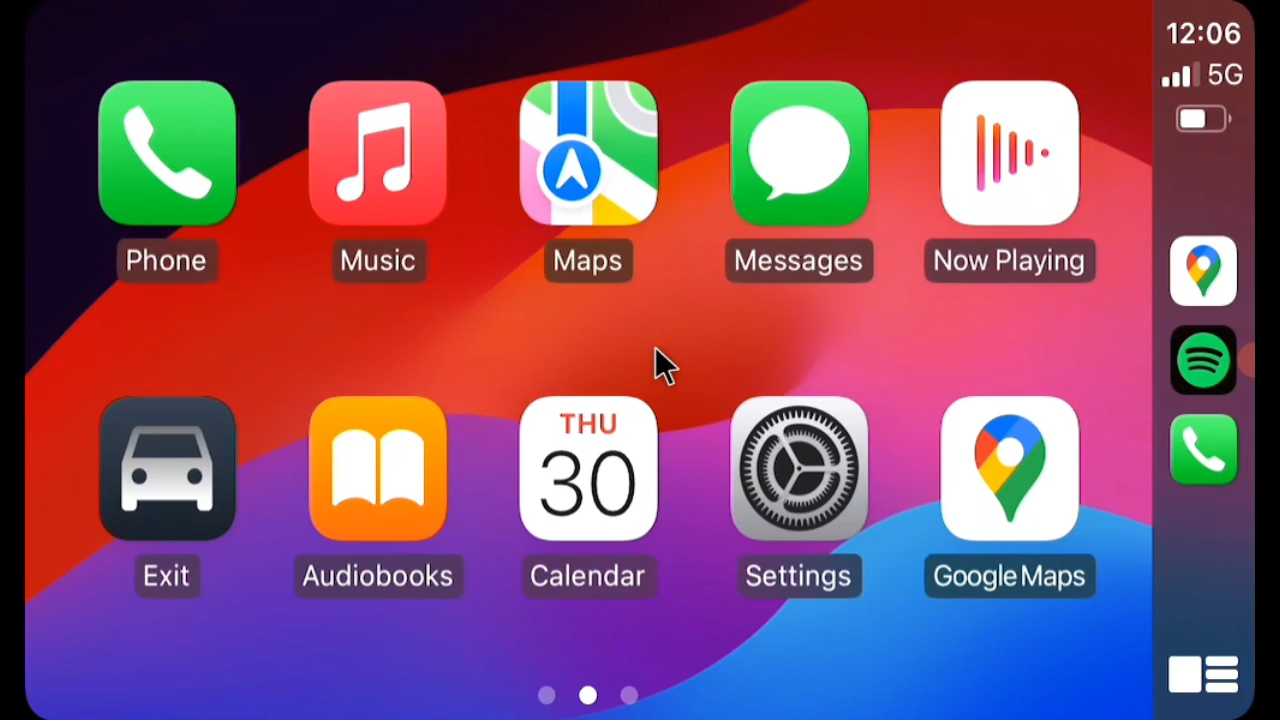 12:06
5G
Phone
Music
Maps
Messages
Now Playing
THU
30
Exit
Audiobooks
Calendar
Settings
Google Maps